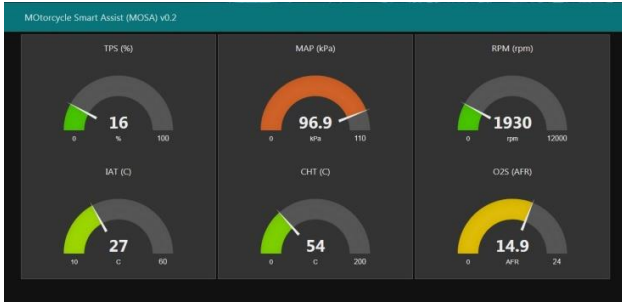 MOtorcycle Smart Assist (MOSA) v0.2
TPS (%)
16
0 % 100
MAP (kPa)
96.9
0 kPa 110
RPM (rpm)
1930
0 rpm 12000
IAT (C)
27
10 C 60
CHT (C)
54
0 C 200
O2S (AFR)
14.9
0 AFR 24